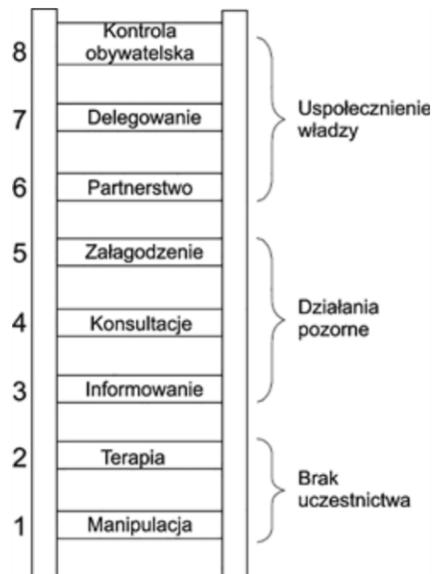 8
Kontrola
obywatelska
7
Delegowanie
6
Partnerstwo
Uspołecznienie
władzy
5
Załagodzenie
4
Konsultacje
3
Informowanie
Działania
pozorne
2
Terapia
1
Manipulacja
Brak
uczestnictwa